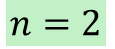 n = 2